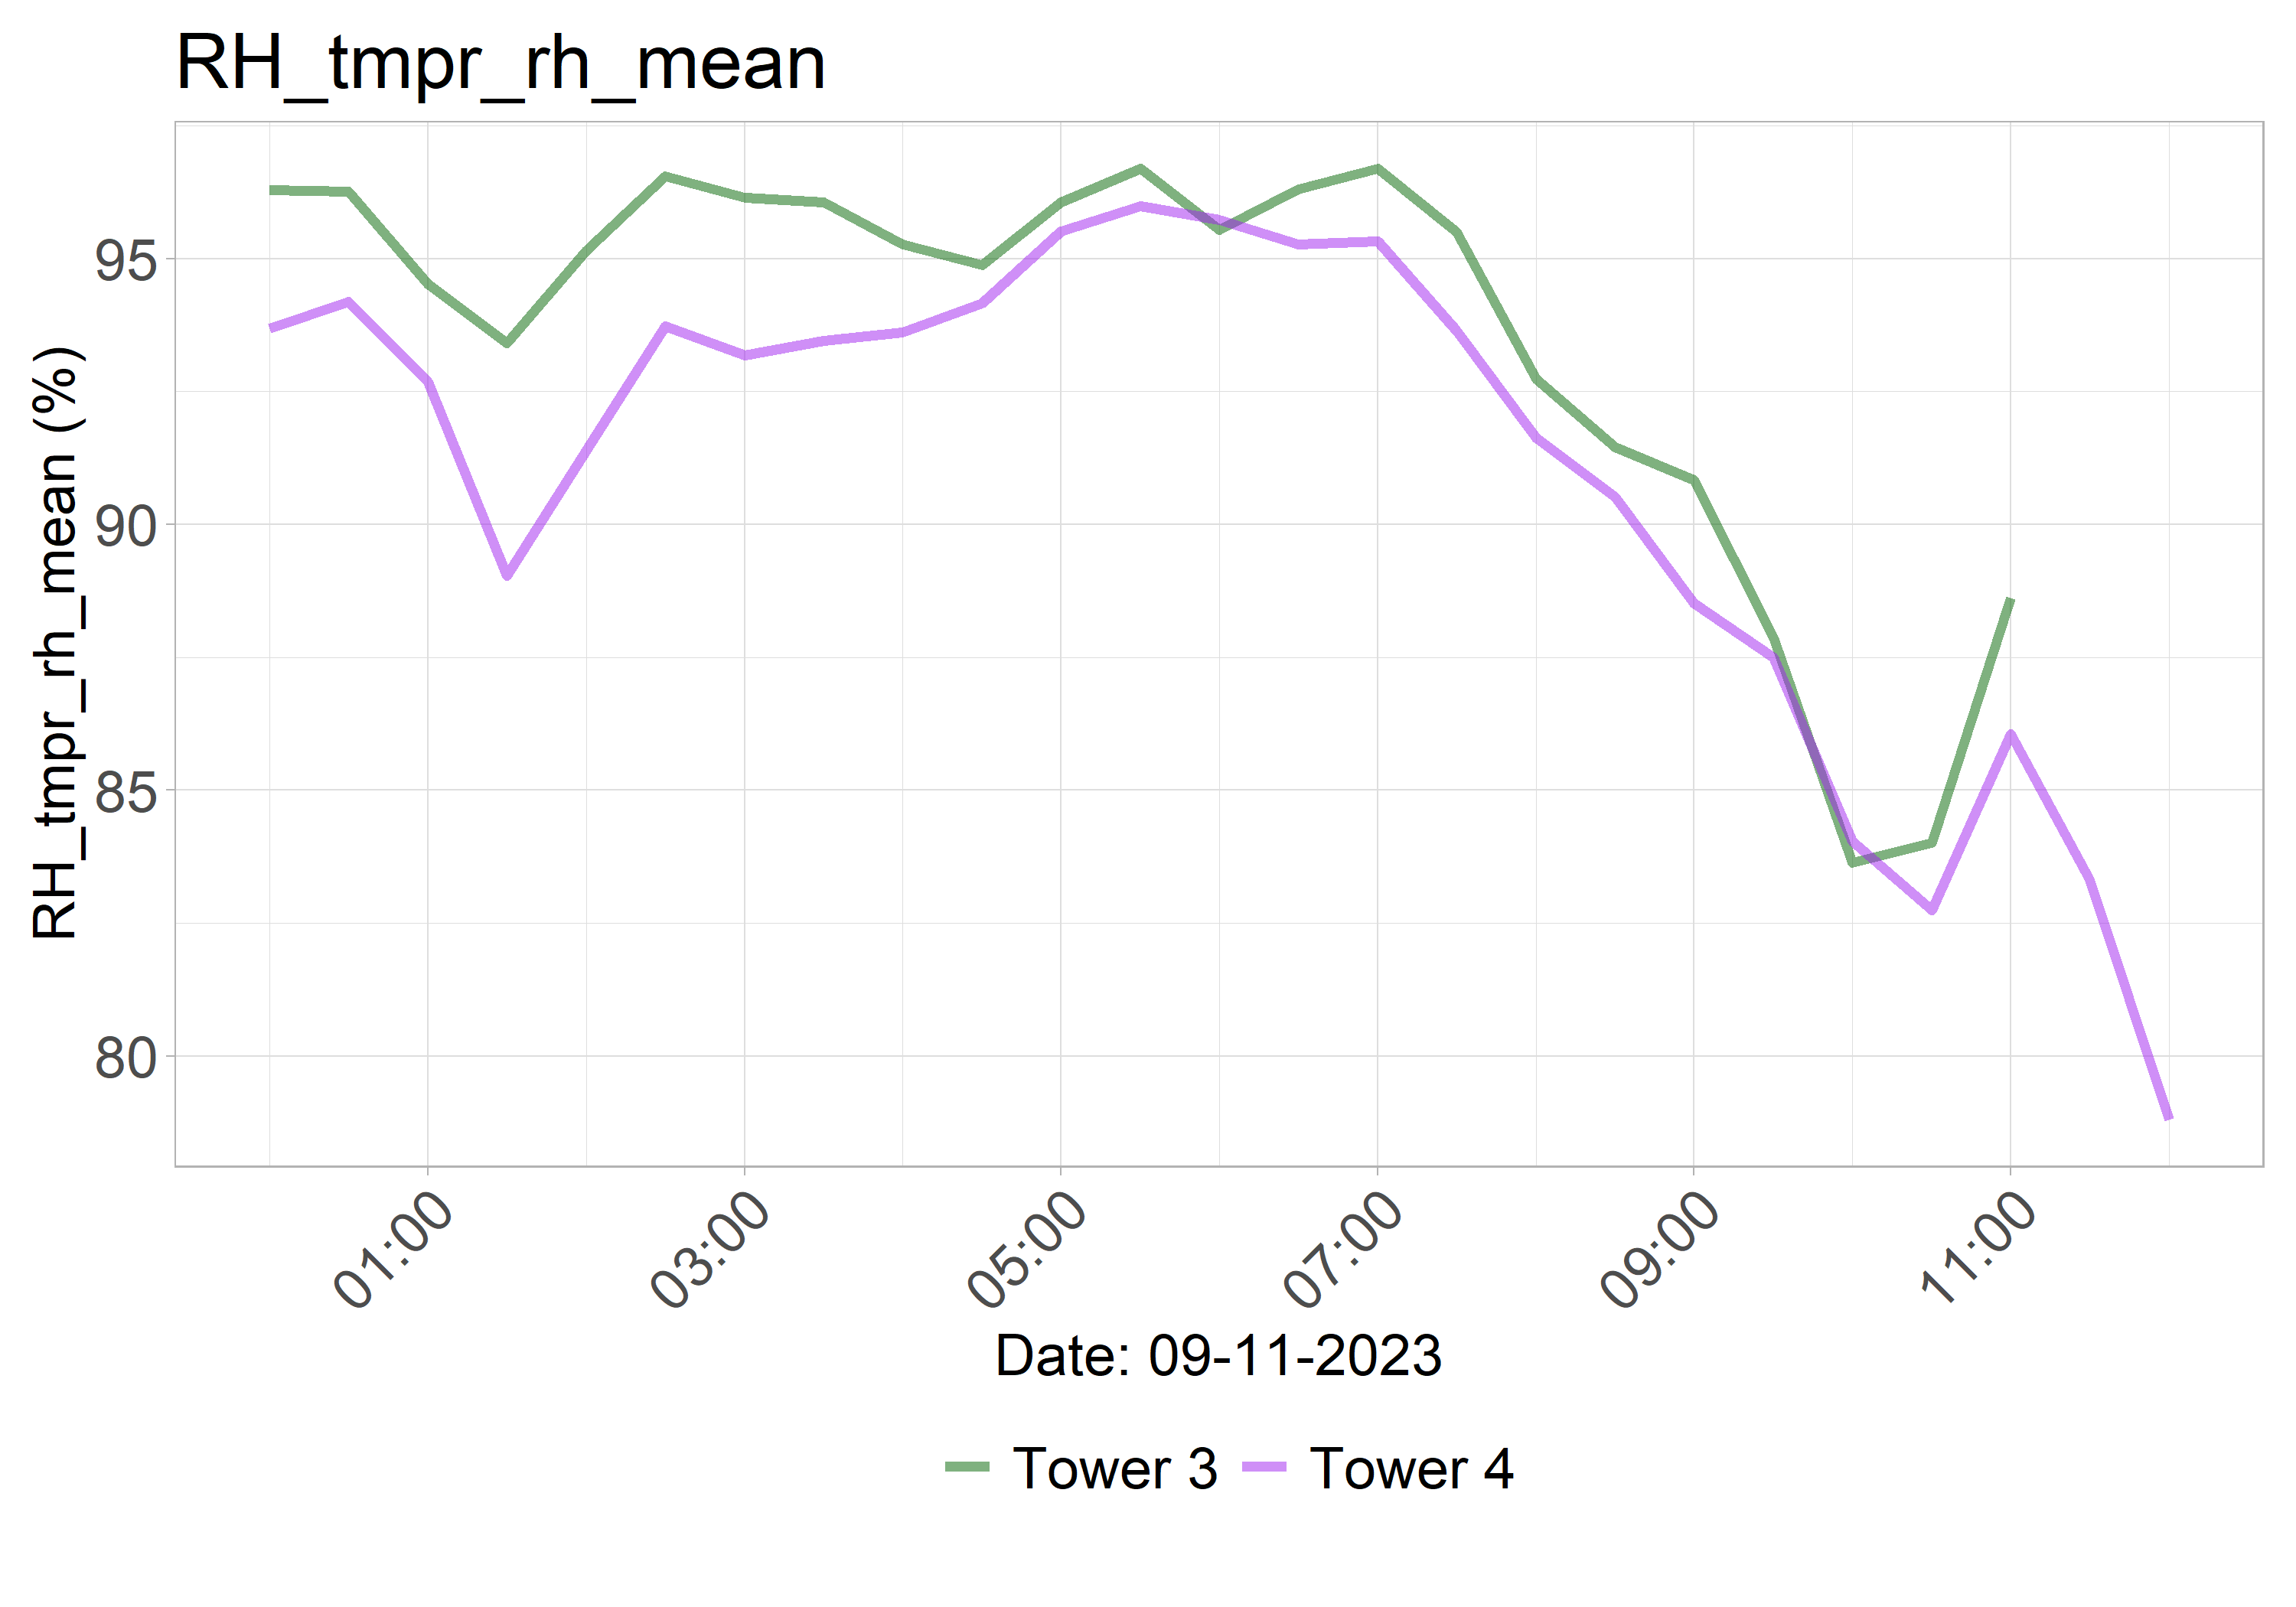 RH_tmpr_rh_mean
RH_tmpr_rh_mean (%)
95
90
85
80
01:00
03:00
05:00
07:00
09:00
11:00
Date: 09-11-2023
Tower 3
Tower 4